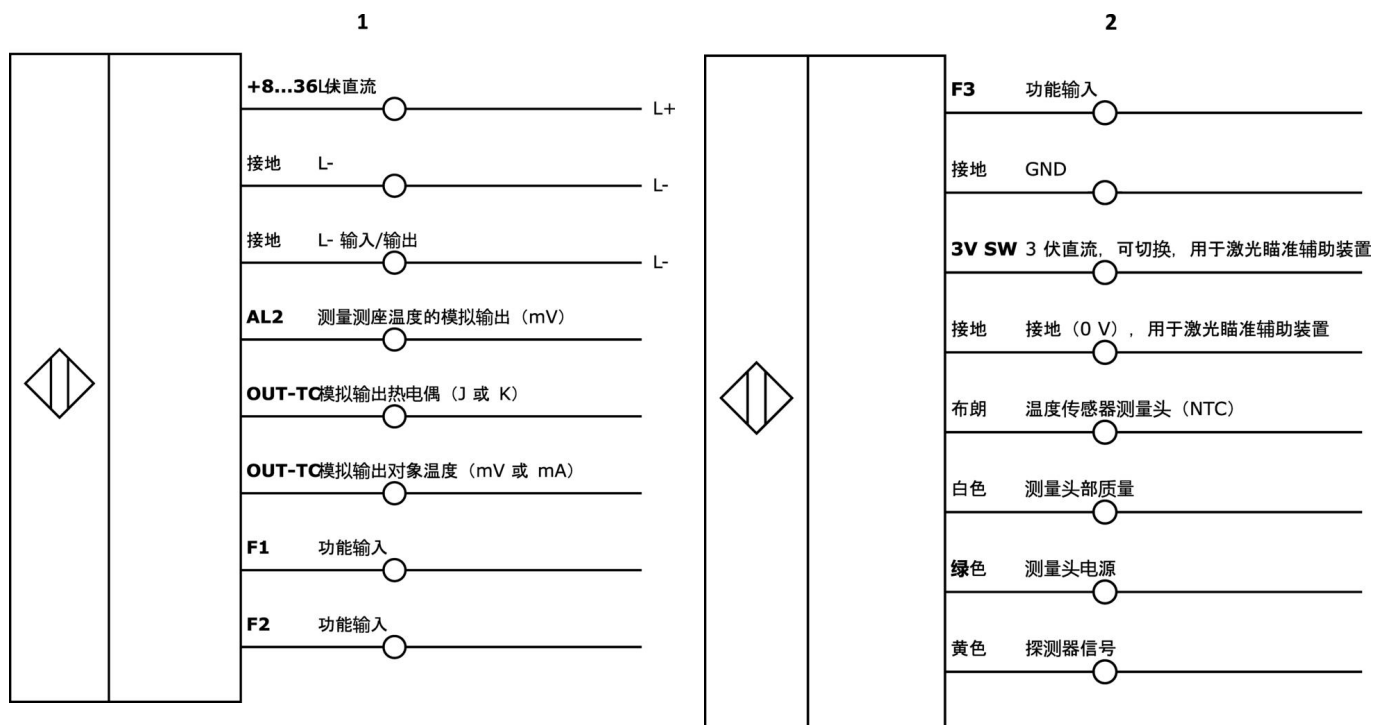 1
+8...36 伏直流 L+
接地 L- L-
接地 L- 输入/输出 L-
AL2 测量测座温度的模拟输出（mV）
OUT-TC 模拟输出热电偶（J 或 K）
OUT-TC 模拟输出对象温度（mV 或 mA）
F1 功能输入
F2 功能输入
2
F3 功能输入
接地 GND
3V SW 3 伏直流，可切换，用于激光瞄准辅助装置
接地 接地（0 V），用于激光瞄准辅助装置
布朗 温度传感器测量头（NTC）
白色 测量头部质量
绿色 测量头电源
黄色 探测器信号